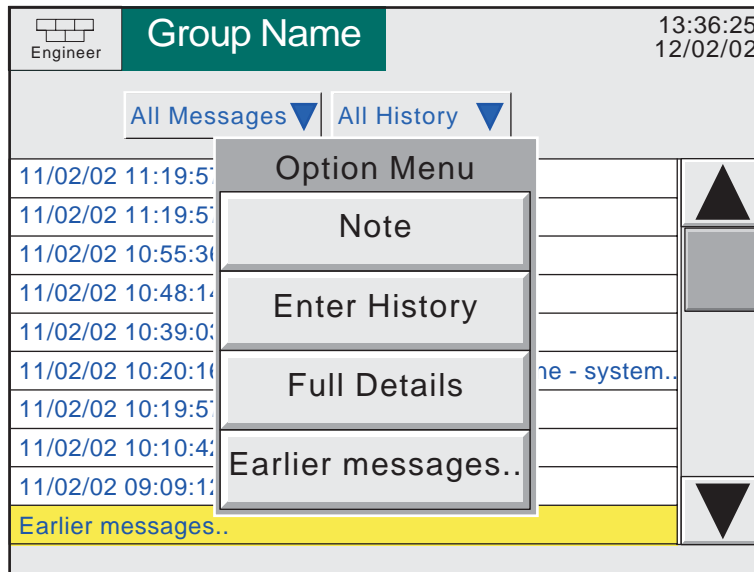 Engineer
Group Name
13:36:25
12/02/02
All Messages
All History
Option Menu
Note
Enter History
Full Details
Earlier messages..
11/02/02 11:19:57
11/02/02 11:19:57
11/02/02 10:55:36
11/02/02 10:48:14
11/02/02 10:39:03
11/02/02 10:20:16 ne - system..
11/02/02 10:19:57
11/02/02 10:10:42
11/02/02 09:09:12
Earlier messages..